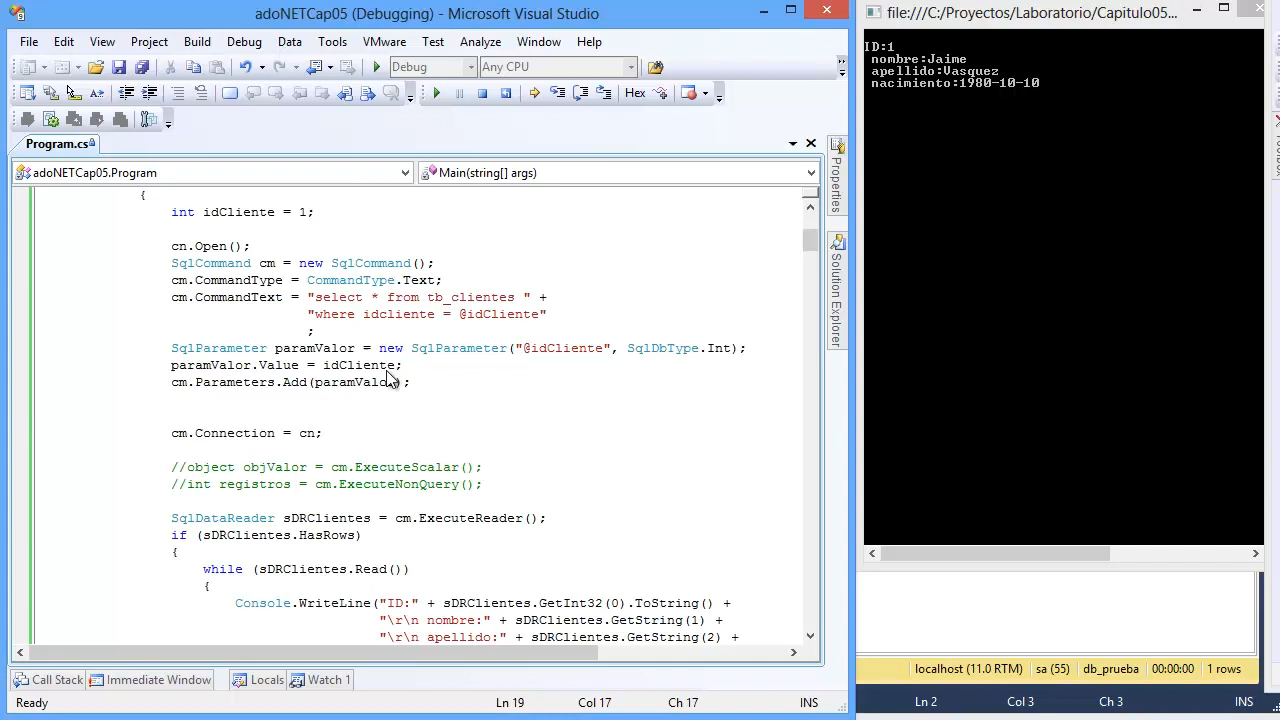 adoNETCap05 (Debugging) - Microsoft Visual Studio
File Edit View Project Build Debug Data Tools VMware Test Analyze Window Help
Debug Any CPU
Hex
Program.cs
adoNETCap05.Program Main(string[] args)
{
int idCliente = 1;
cn.Open();
SqlCommand cm = new SqlCommand();
cm.CommandType = CommandType.Text;
cm.CommandText = "select * from tb_clientes " +
"where idcliente = @idCliente"
;
SqlParameter paramValor = new SqlParameter("@idCliente", SqlDbType.Int);
paramValor.Value = idCliente;
cm.Parameters.Add(paramValor);
cm.Connection = cn;
//object objValor = cm.ExecuteScalar();
//int registros = cm.ExecuteNonQuery();
SqlDataReader sDRClientes = cm.ExecuteReader();
if (sDRClientes.HasRows)
{
while (sDRClientes.Read())
{
Console.WriteLine("ID:" + sDRClientes.GetInt32(0).ToString() +
"\r\n nombre:" + sDRClientes.GetString(1) +
"\r\n apellido:" + sDRClientes.GetString(2) +
Properties
Solution Explorer
Call Stack Immediate Window Locals Watch 1
Ready Ln 19 Col 17 Ch 17 INS
file:///C:/Proyectos/Laboratorio/Capitulo05...
ID:1
nombre:Jaime
apellido:Vasquez
nacimiento:1980-10-10
localhost (11.0 RTM) sa (55) db_prueba 00:00:00 1 rows
Ln 2 Col 3 Ch 3 INS